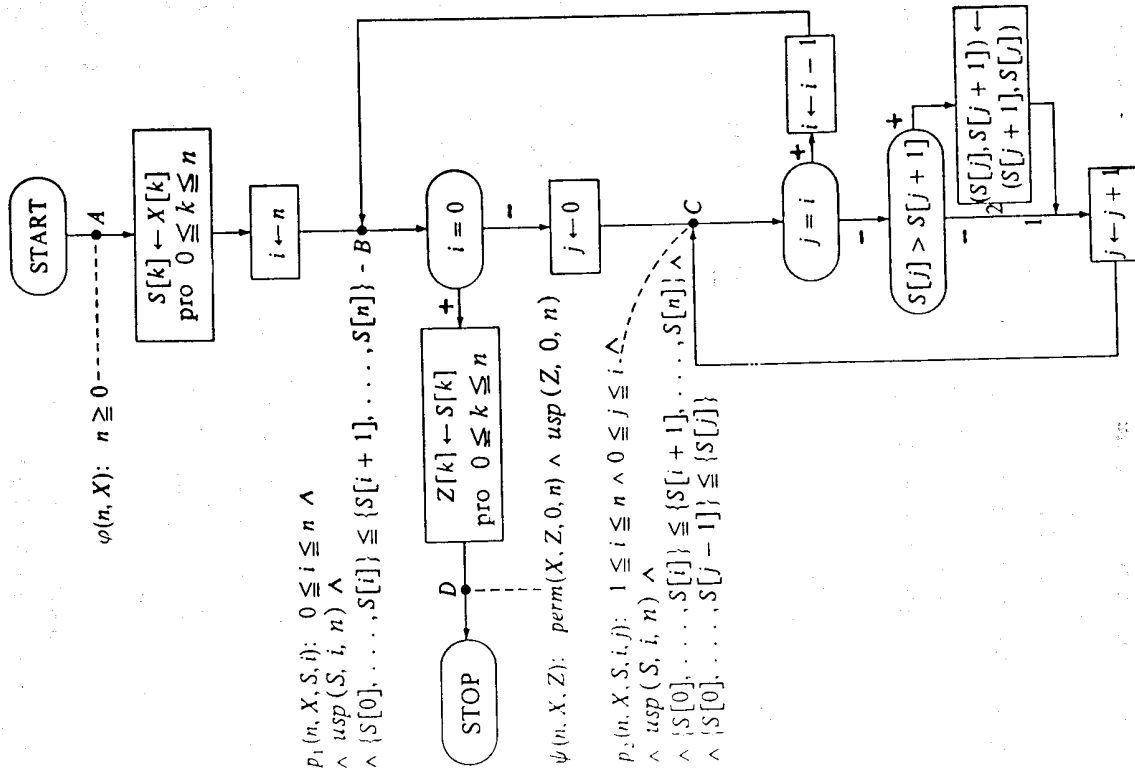 START
A
φ(n, X): n ≧ 0
S[k] ← X[k]
pro 0 ≦ k ≦ n
i ← n
p₁(n, X, S, i): 0 ≦ i ≦ n ∧
∧ usp(S, i, n) ∧
∧ {S[0], . . . , S[i]} ≦ {S[i + 1], . . . , S[n]}
B
i = 0
+
−
Z[k] ← S[k]
pro 0 ≦ k ≦ n
D
STOP
ψ(n, X, Z): perm(X, Z, 0, n) ∧ usp(Z, 0, n)
j ← 0
p₂(n, X, S, i, j): 1 ≦ i ≦ n ∧ 0 ≦ j ≦ i ∧
∧ usp(S, i, n) ∧
∧ {S[0], . . . , S[i]} ≦ {S[i + 1], . . . , S[n]} ∧
∧ {S[0], . . . , S[j − 1]} ≦ {S[j]}
C
j = i
+
−
i ← i − 1
S[j] > S[j + 1]
+
−
2
(S[j], S[j + 1]) ←
(S[j + 1], S[j])
1
j ← j + 1